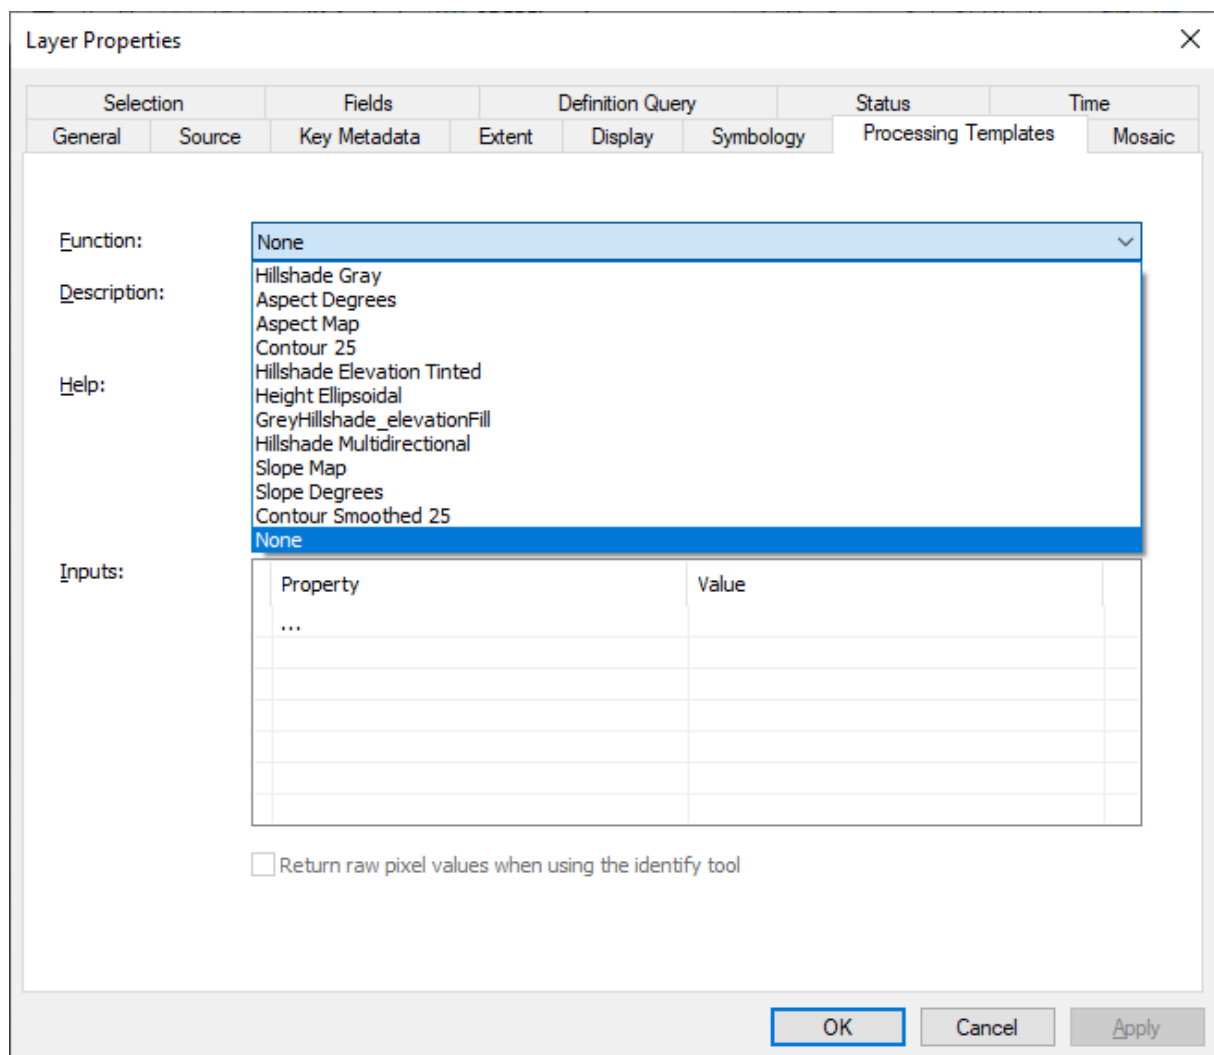 Layer Properties
Selection Fields Definition Query Status Time
General Source Key Metadata Extent Display Symbology Processing Templates Mosaic
Function: None
Hillshade Gray
Description:
Aspect Degrees
Aspect Map
Contour 25
Hillshade Elevation Tinted
Help:
Height Ellipsoidal
GreyHillshade_elevationFill
Hillshade Multidirectional
Slope Map
Slope Degrees
Contour Smoothed 25
None
Inputs:
Property Value
...
Return raw pixel values when using the identify tool
OK Cancel Apply